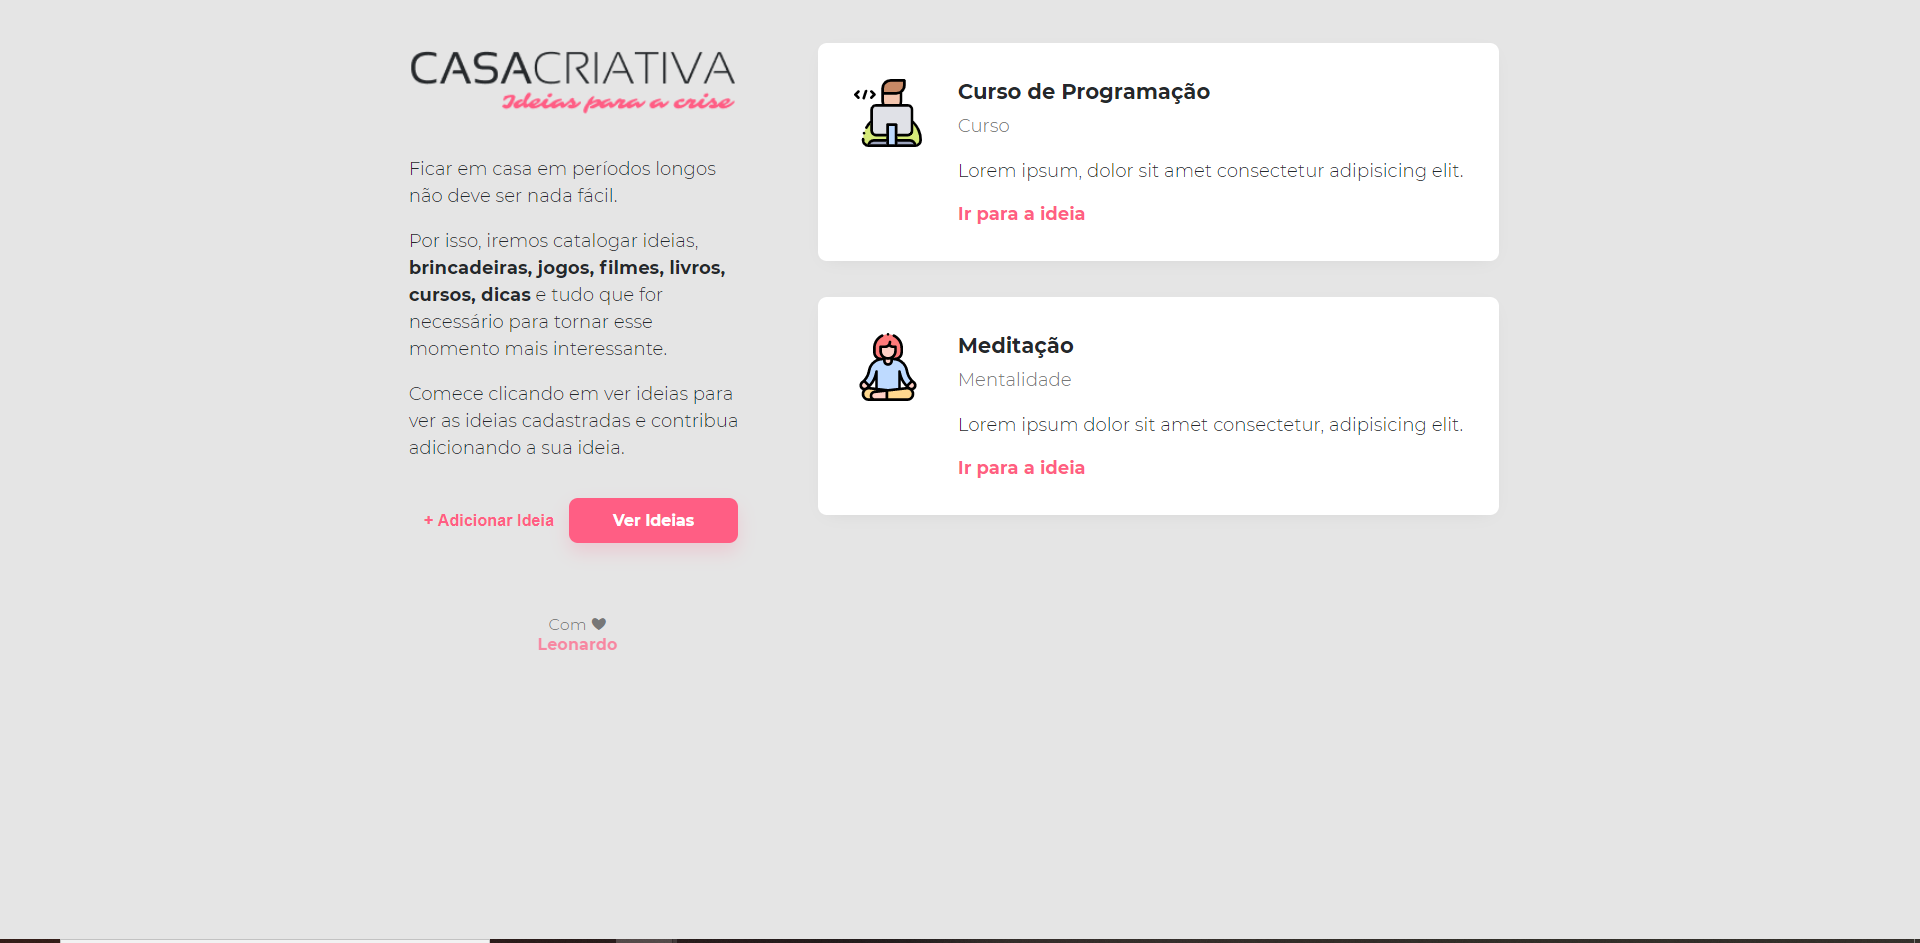 CASACRIATIVA
Ideias para a crise
Ficar em casa em períodos longos
não deve ser nada fácil.
Por isso, iremos catalogar ideias,
brincadeiras, jogos, filmes, livros,
cursos, dicas e tudo que for
necessário para tornar esse
momento mais interessante.
Comece clicando em ver ideias para
ver as ideias cadastradas e contribua
adicionando a sua ideia.
+ Adicionar Ideia
Ver Ideias
Com ♥
Leonardo
Curso de Programação
Curso
Lorem ipsum, dolor sit amet consectetur adipisicing elit.
Ir para a ideia
Meditação
Mentalidade
Lorem ipsum dolor sit amet consectetur, adipisicing elit.
Ir para a ideia